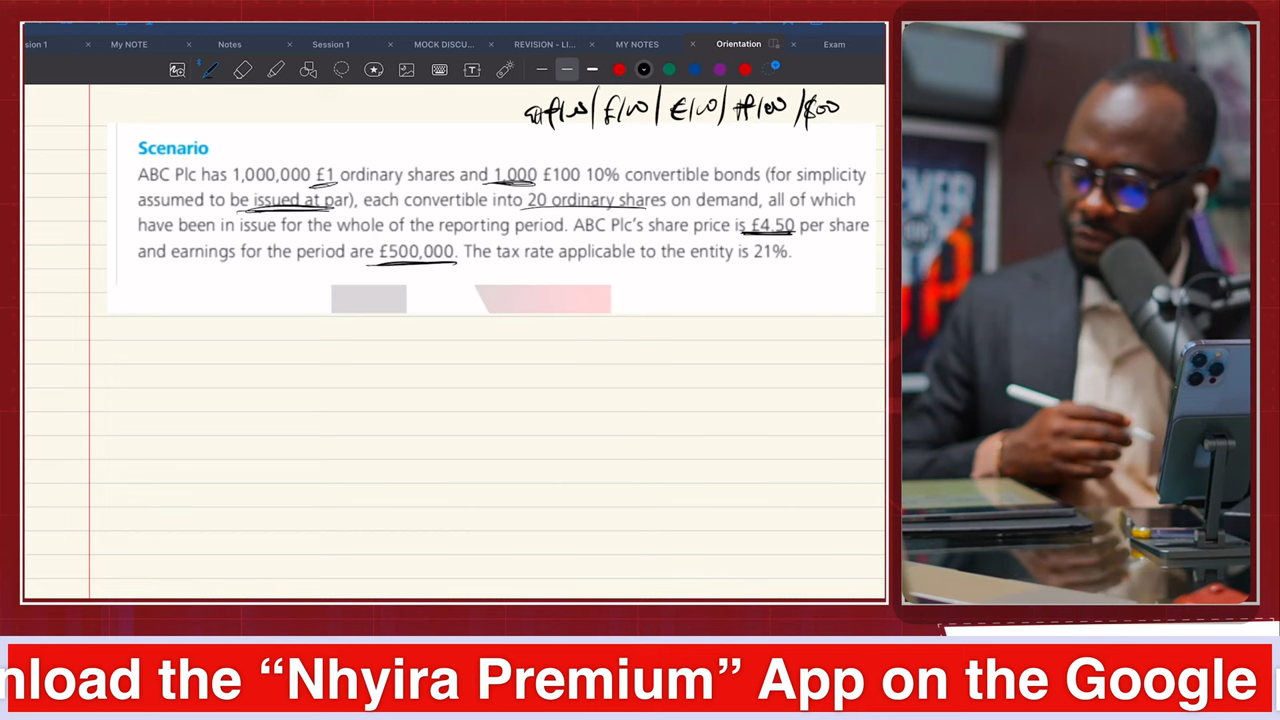 sion 1
My NOTE
Notes
Session 1
MOCK DISCU...
REVISION - LI...
MY NOTES
Orientation
Exam
£100 | €100 |
Scenario
ABC Plc has 1,000,000 £1 ordinary shares and 1,000 £100 10% convertible bonds (for simplicity
assumed to be issued at par), each convertible into 20 ordinary shares on demand, all of which
have been in issue for the whole of the reporting period. ABC Plc's share price is £4.50 per share
and earnings for the period are £500,000. The tax rate applicable to the entity is 21%.
nload the “Nhyira Premium” App on the Google